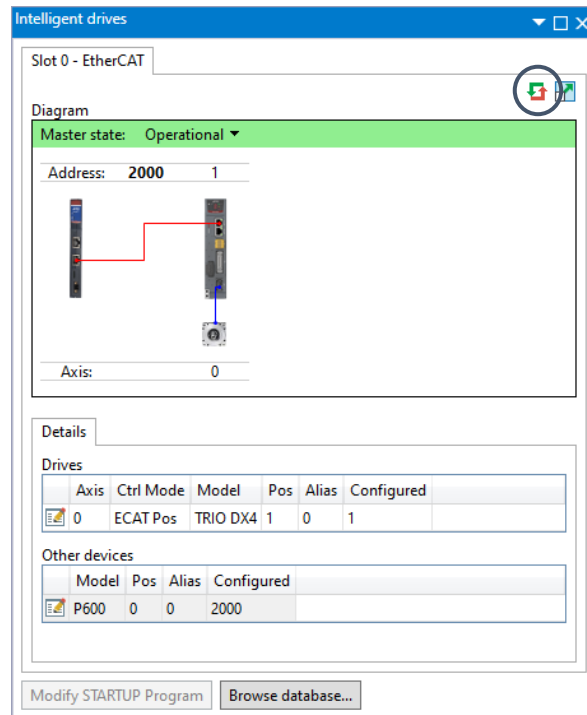 Intelligent drives
Slot 0 - EtherCAT
Diagram
Master state: Operational
Address: 2000 1
Axis: 0
Details
Drives
Axis Ctrl Mode Model Pos Alias Configured
0 ECAT Pos TRIO DX4 1 0 1
Other devices
Model Pos Alias Configured
P600 0 0 2000
Modify STARTUP Program Browse database...